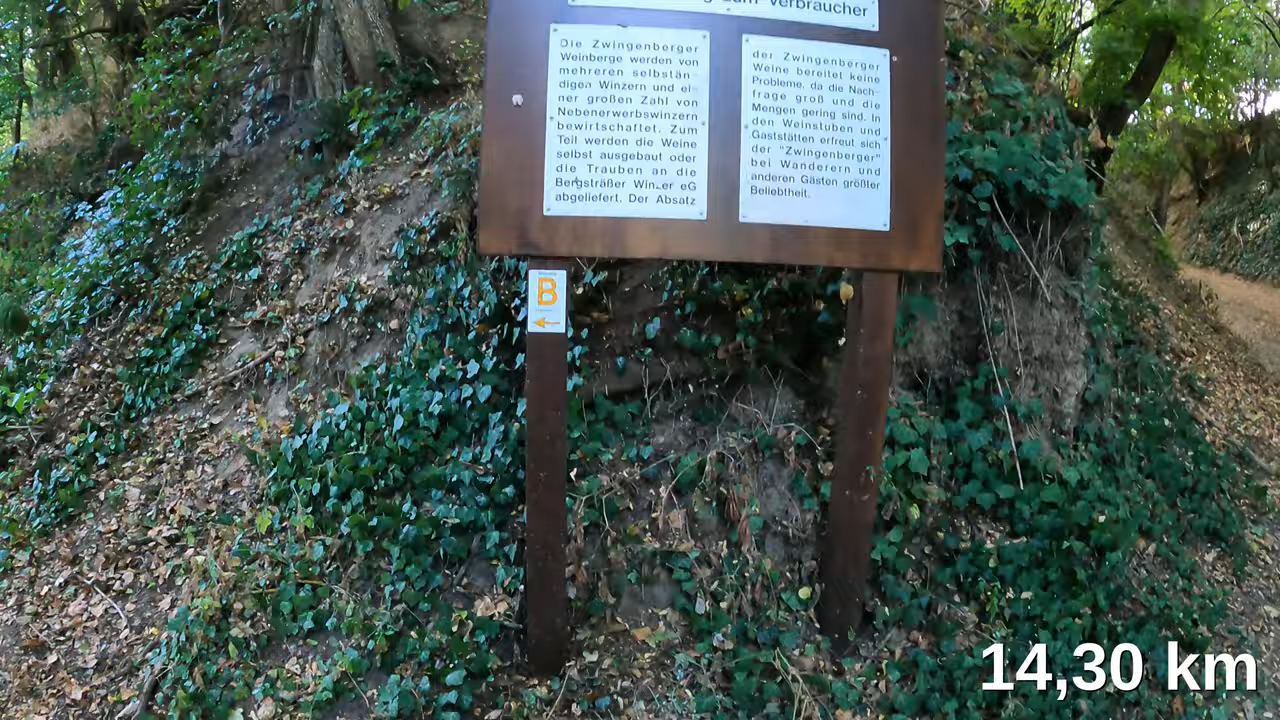 zum Verbraucher
Die Zwingenberger
Weinberge werden von
mehreren selbstän-
digen Winzern und ei-
ner großen Zahl von
Nebenerwerbswinzern
bewirtschaftet. Zum
Teil werden die Weine
selbst ausgebaut oder
die Trauben an die
Bergsträßer Winzer eG
abgeliefert. Der Absatz
der Zwingenberger
Weine bereitet keine
Probleme, da die Nach-
frage groß und die
Mengen gering sind. In
den Weinstuben und
Gaststätten erfreut sich
der "Zwingenberger"
bei Wanderern und
anderen Gästen größter
Beliebtheit.
B
14,30 km